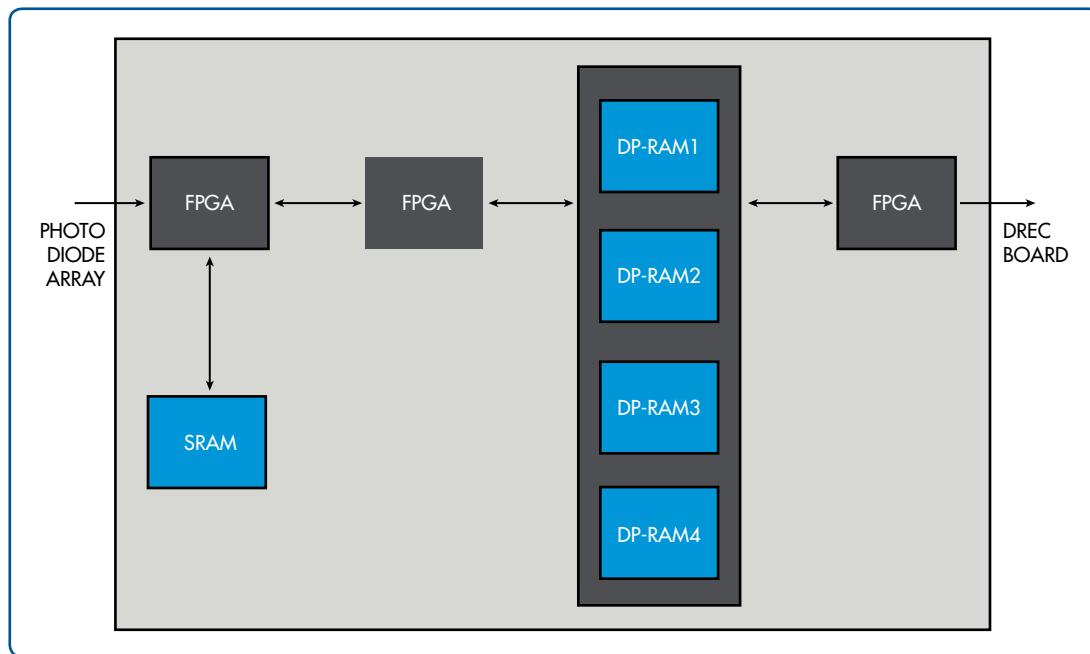 DP-RAM1
FPGA
FPGA
FPGA
PHOTO
DIODE
ARRAY
DREC
BOARD
DP-RAM2
DP-RAM3
SRAM
DP-RAM4